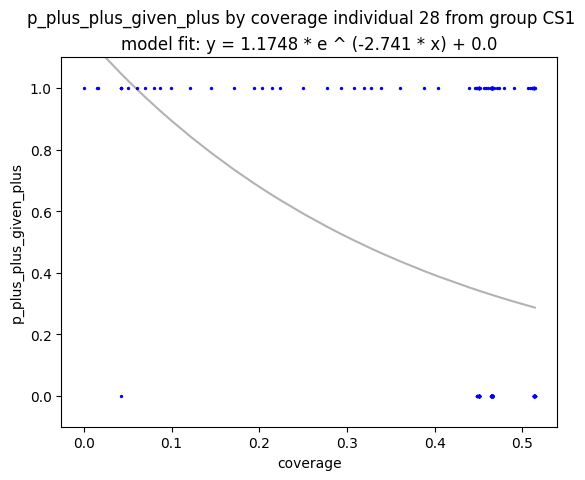 p_plus_plus_given_plus by coverage individual 28 from group CS1
model fit: y = 1.1748 * e ^ (-2.741 * x) + 0.0
p_plus_plus_given_plus
1.0
0.8
0.6
0.4
0.2
0.0
0.0 0.1 0.2 0.3 0.4 0.5
coverage